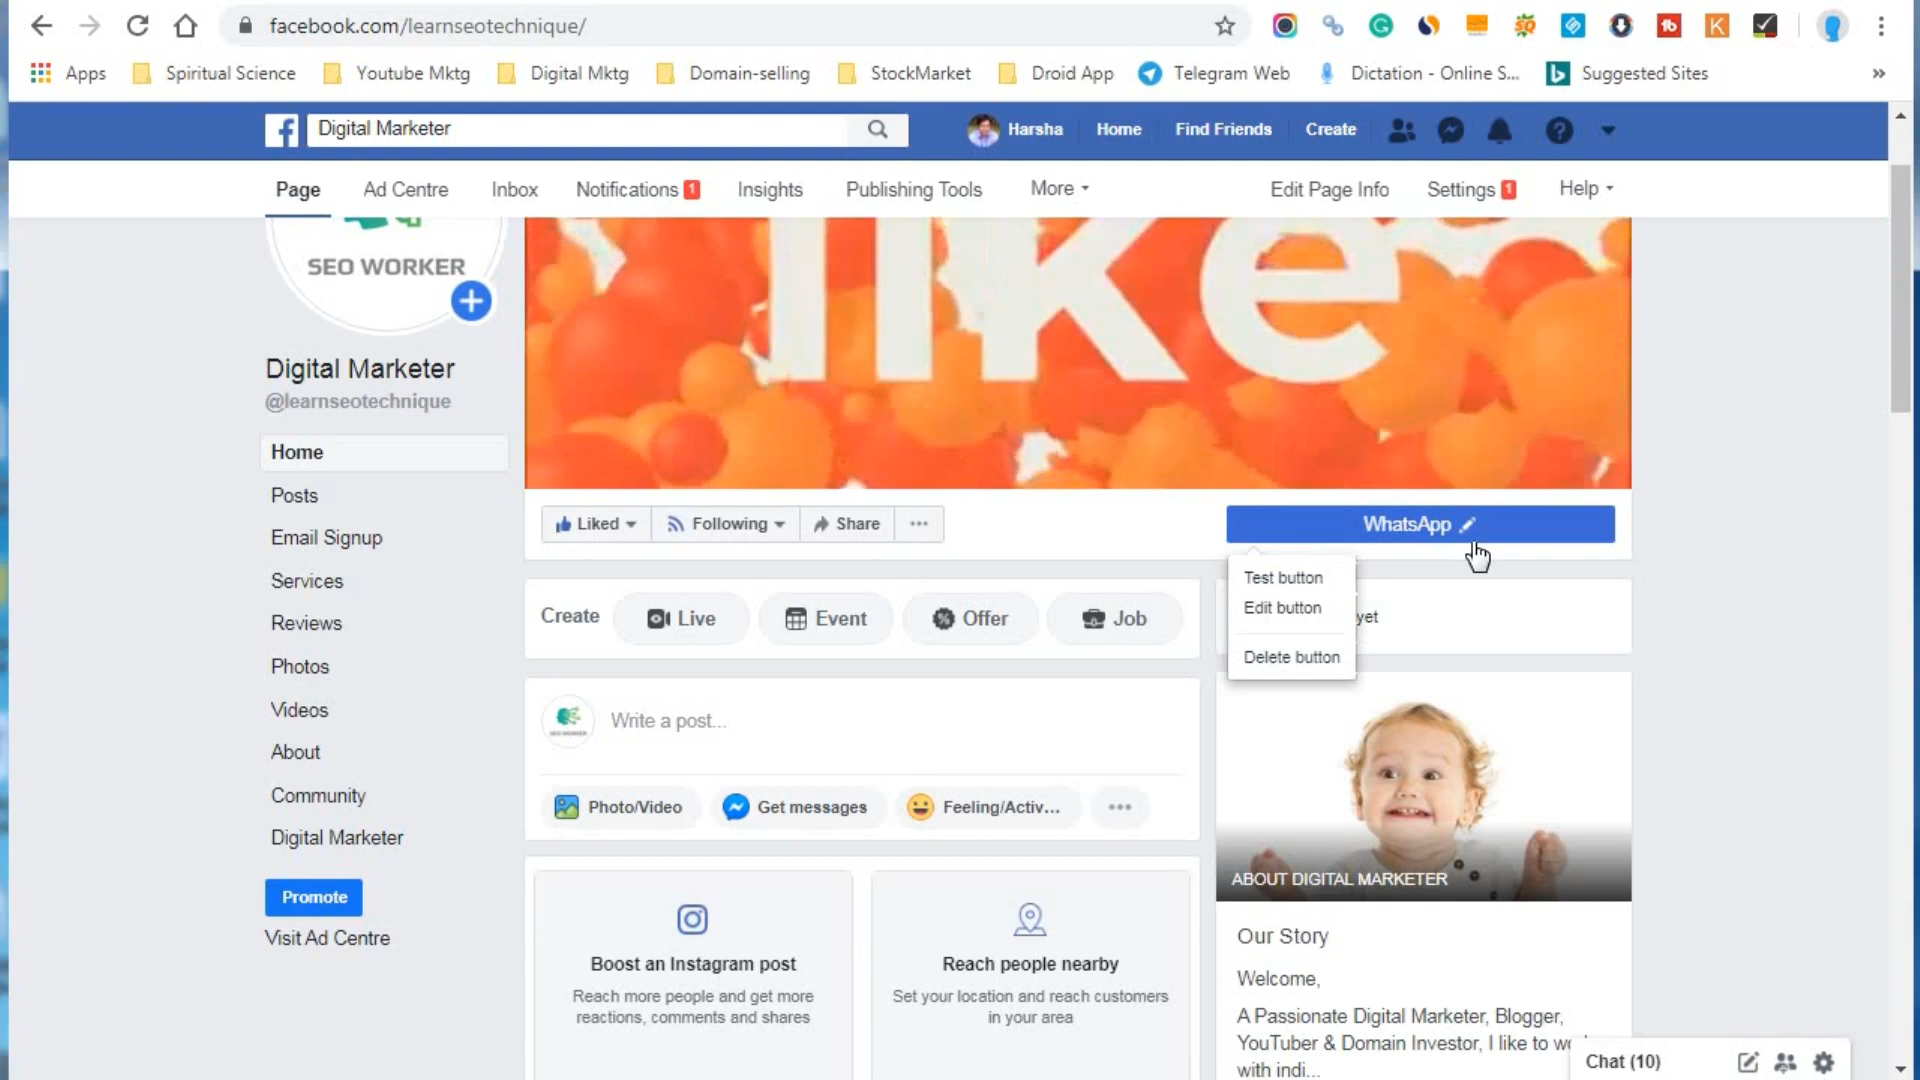 facebook.com/learnseotechnique/
Apps Spiritual Science Youtube Mktg Digital Mktg Domain-selling StockMarket Droid App Telegram Web Dictation - Online S... Suggested Sites »
Digital Marketer
Harsha Home Find Friends Create
Page Ad Centre Inbox Notifications 1 Insights Publishing Tools More Edit Page Info Settings 1 Help
SEO WORKER
like
Digital Marketer
@learnseotechnique
Home
Posts
Email Signup
Services
Reviews
Photos
Videos
About
Community
Digital Marketer
Promote
Visit Ad Centre
Liked Following Share ...
WhatsApp
Test button
Edit button
Delete button
yet
Create Live Event Offer Job
SEO WORKER
Write a post...
Photo/Video Get messages Feeling/Activ... ...
Boost an Instagram post
Reach more people and get more
reactions, comments and shares
Reach people nearby
Set your location and reach customers
in your area
ABOUT DIGITAL MARKETER
Our Story
Welcome,
A Passionate Digital Marketer, Blogger,
YouTuber & Domain Investor, I like to
with indi...
Chat (10)